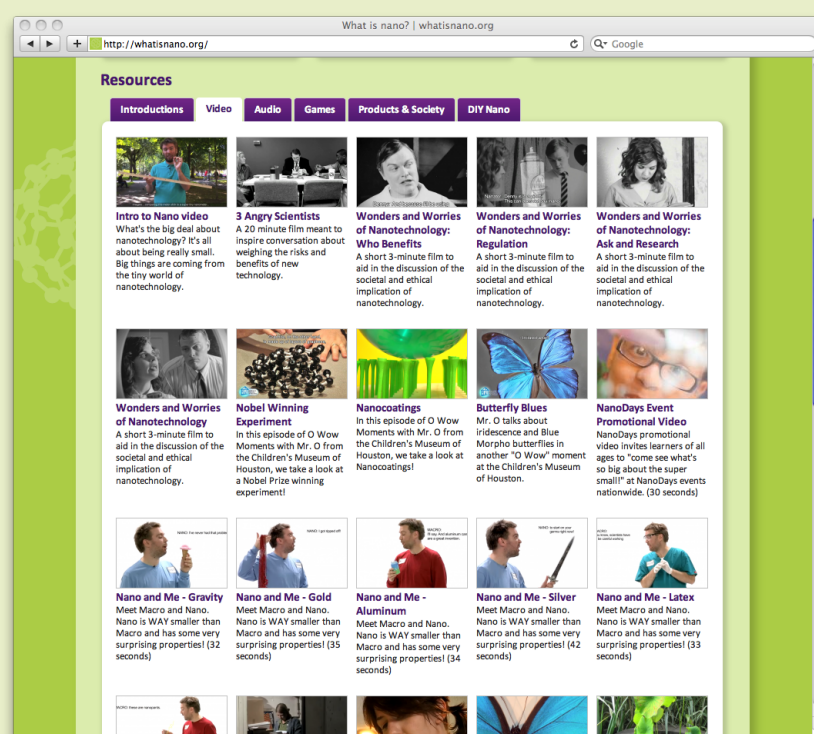 What is nano? | whatisnano.org
http://whatisnano.org/
Google
Resources
Introductions Video Audio Games Products & Society DIY Nano
Intro to Nano video
What's the big deal about
nanotechnology? It's all
about being really small.
Big things are coming from
the tiny world of
nanotechnology.
3 Angry Scientists
A 20 minute film meant to
inspire conversation about
weighing the risks and
benefits of new
technology.
Wonders and Worries
of Nanotechnology:
Who Benefits
A short 3-minute film to
aid in the discussion of the
societal and ethical
implication of
nanotechnology.
Wonders and Worries
of Nanotechnology:
Regulation
A short 3-minute film to
aid in the discussion of the
societal and ethical
implication of
nanotechnology.
Wonders and Worries
of Nanotechnology:
Ask and Research
A short 3-minute film to
aid in the discussion of the
societal and ethical
implication of
nanotechnology.
Wonders and Worries
of Nanotechnology
A short 3-minute film to
aid in the discussion of the
societal and ethical
implication of
nanotechnology.
Nobel Winning
Experiment
In this episode of O Wow
Moments with Mr. O from
the Children's Museum of
Houston, we take a look at
a Nobel Prize winning
experiment!
Nanocoatings
In this episode of O Wow
Moments with Mr. O from
the Children's Museum of
Houston, we take a look at
Nanocoatings!
Butterfly Blues
Mr. O talks about
iridescence and Blue
Morpho butterflies in
another "O Wow" moment
at the Children's Museum
of Houston.
NanoDays Event
Promotional Video
NanoDays promotional
video invites learners of all
ages to "come see what's
so big about the super
small!" at NanoDays events
nationwide. (30 seconds)
Nano and Me - Gravity
Meet Macro and Nano.
Nano is WAY smaller than
Macro and has some very
surprising properties! (32
seconds)
Nano and Me - Gold
Meet Macro and Nano.
Nano is WAY smaller than
Macro and has some very
surprising properties! (35
seconds)
Nano and Me -
Aluminum
Meet Macro and Nano.
Nano is WAY smaller than
Macro and has some very
surprising properties! (34
seconds)
Nano and Me - Silver
Meet Macro and Nano.
Nano is WAY smaller than
Macro and has some very
surprising properties! (42
seconds)
Nano and Me - Latex
Meet Macro and Nano.
Nano is WAY smaller than
Macro and has some very
surprising properties! (33
seconds)